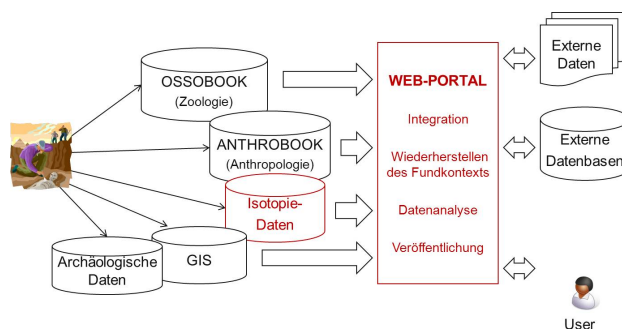 OSSOBOOK
(Zoologie)
ANTHROBOOK
(Anthropologie)
Isotopie-
Daten
GIS
Archäologische
Daten
WEB-PORTAL
Integration
Wiederherstellen
des Fundkontexts
Datenanalyse
Veröffentlichung
Externe
Daten
Externe
Datenbasen
User